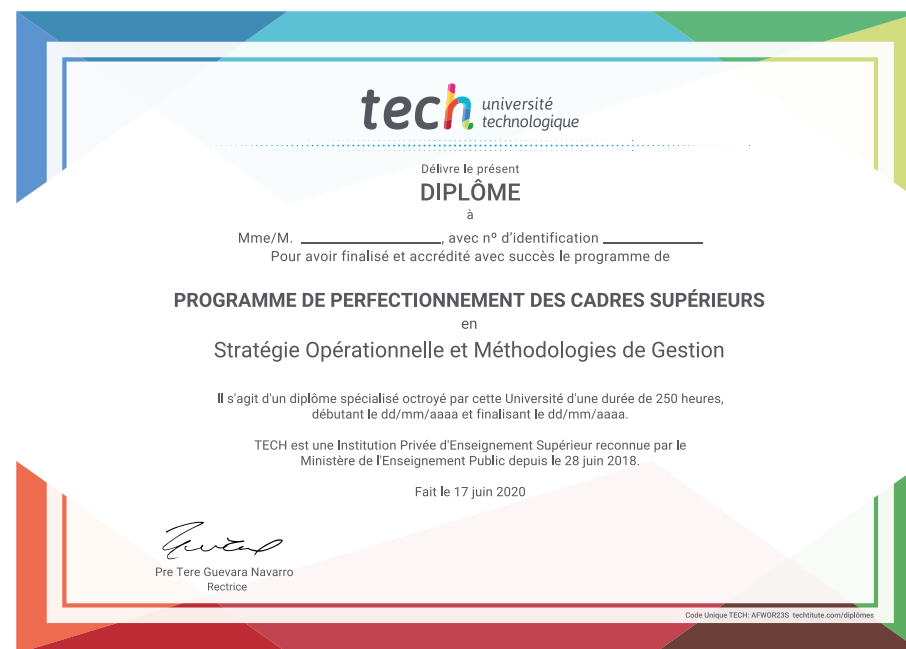 tech université
technologique
Délivre le présent
DIPLÔME
à
Mme/M. ____________________, avec nº d'identification ______________
Pour avoir finalisé et accrédité avec succès le programme de
PROGRAMME DE PERFECTIONNEMENT DES CADRES SUPÉRIEURS
en
Stratégie Opérationnelle et Méthodologies de Gestion
Il s'agit d'un diplôme spécialisé octroyé par cette Université d'une durée de 250 heures,
débutant le dd/mm/aaaa et finalisant le dd/mm/aaaa.
TECH est une Institution Privée d'Enseignement Supérieur reconnue par le
Ministère de l'Enseignement Public depuis le 28 juin 2018.
Fait le 17 juin 2020
Pre Tere Guevara Navarro
Rectrice
Code Unique TECH: AFWOR23S techtitute.com/diplômes